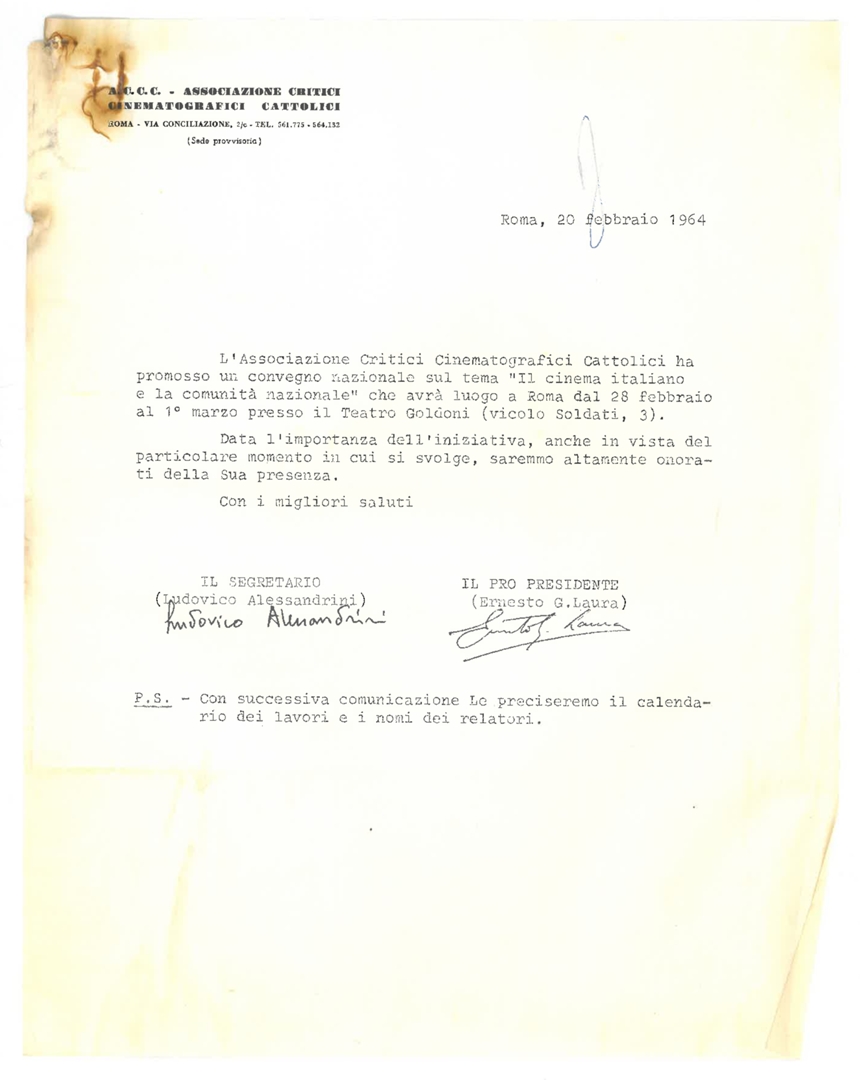 A.C.C.C. - ASSOCIAZIONE CRITICI
CINEMATOGRAFICI CATTOLICI
ROMA - VIA CONCILIAZIONE, 2/c - TEL. 561.775 - 564.132
(Sede provvisoria)
Roma, 20 febbraio 1964
L'Associazione Critici Cinematografici Cattolici ha
promosso un convegno nazionale sul tema "Il cinema italiano
e la comunità nazionale" che avrà luogo a Roma dal 28 febbraio
al 1° marzo presso il Teatro Goldoni (vicolo Soldati, 3).
Data l'importanza dell'iniziativa, anche in vista del
particolare momento in cui si svolge, saremmo altamente onora-
ti della Sua presenza.
Con i migliori saluti
IL SEGRETARIO
(Ludovico Alessandrini)
Ludovico Alessandrini
IL PRO PRESIDENTE
(Ernesto G.Laura)
Ernesto G. Laura
P.S. - Con successiva comunicazione Le preciseremo il calenda-
rio dei lavori e i nomi dei relatori.